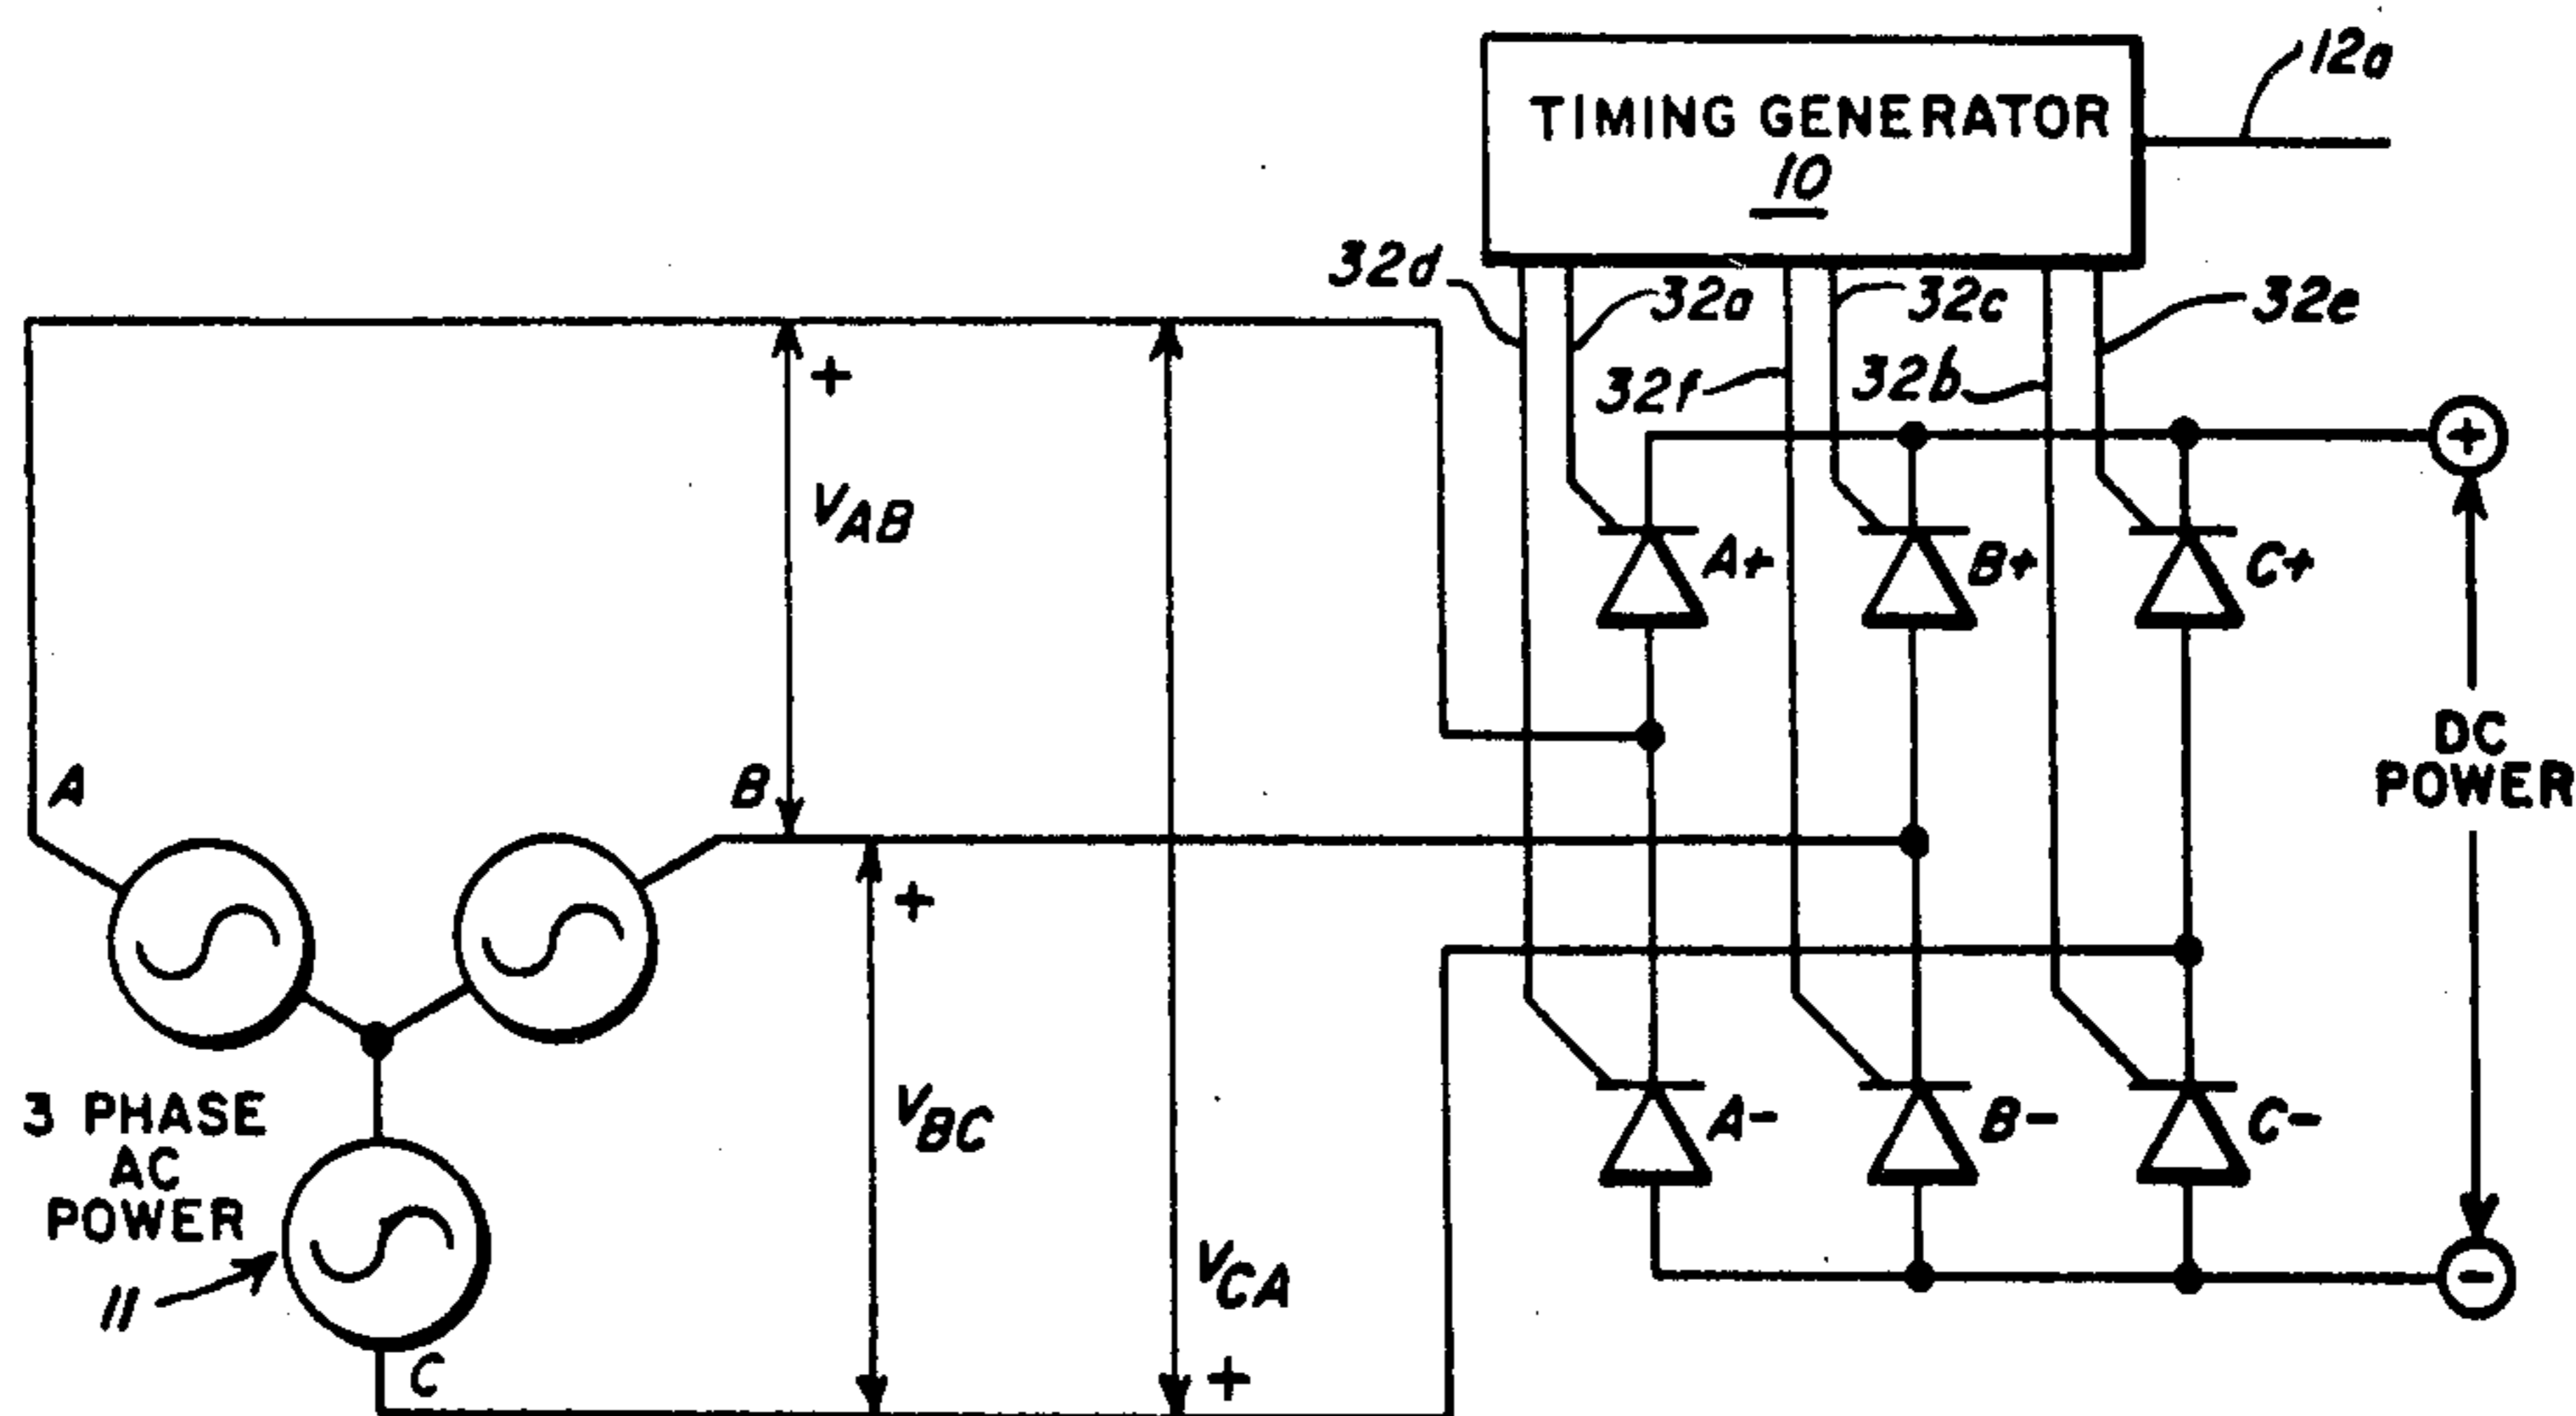 TIMING GENERATOR
10
12a
32d
32a
32c
32e
32f
32b
+
+
VAB
A+
B+
C+
DC
POWER
A
B
+
3 PHASE
AC
POWER
11
VBC
A-
B-
C-
VCA
-
C
+